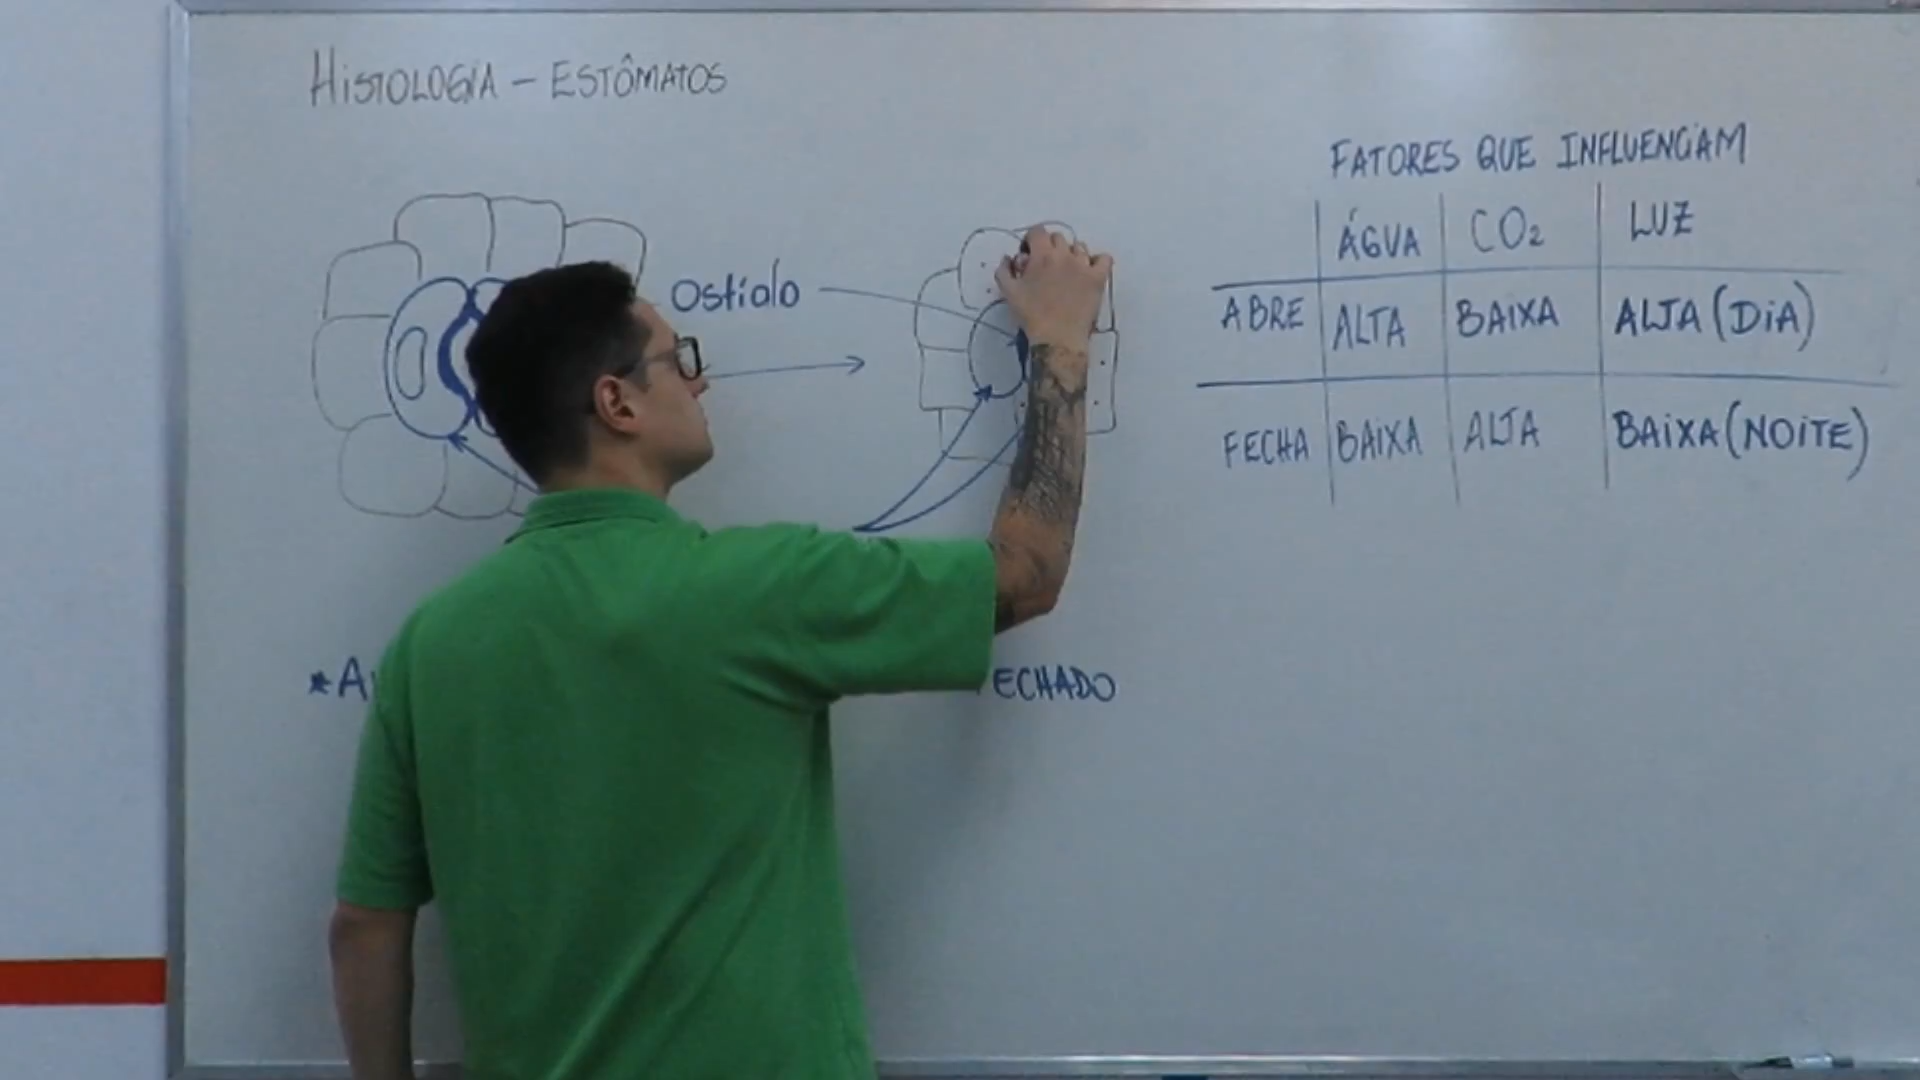 HISTOLOGIA - ESTÔMATOS
FATORES QUE INFLUENCIAM
ÁGUA CO₂ LUZ
Ostíolo
ABRE ALTA BAIXA ALTA (DIA)
FECHA BAIXA ALTA BAIXA (NOITE)
*A
ECHADO